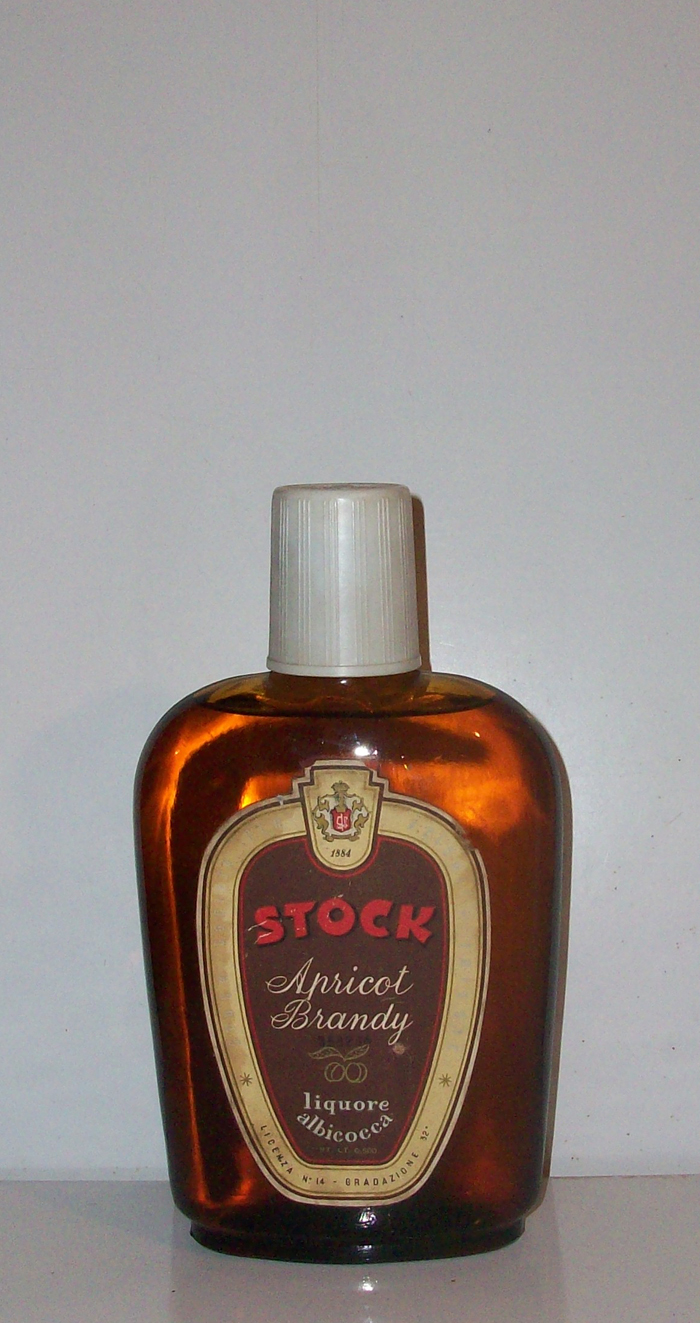 1884
STOCK
Apricot
Brandy
liquore
albicocca
LICENZA N° 14 - GRADAZIONE 32°